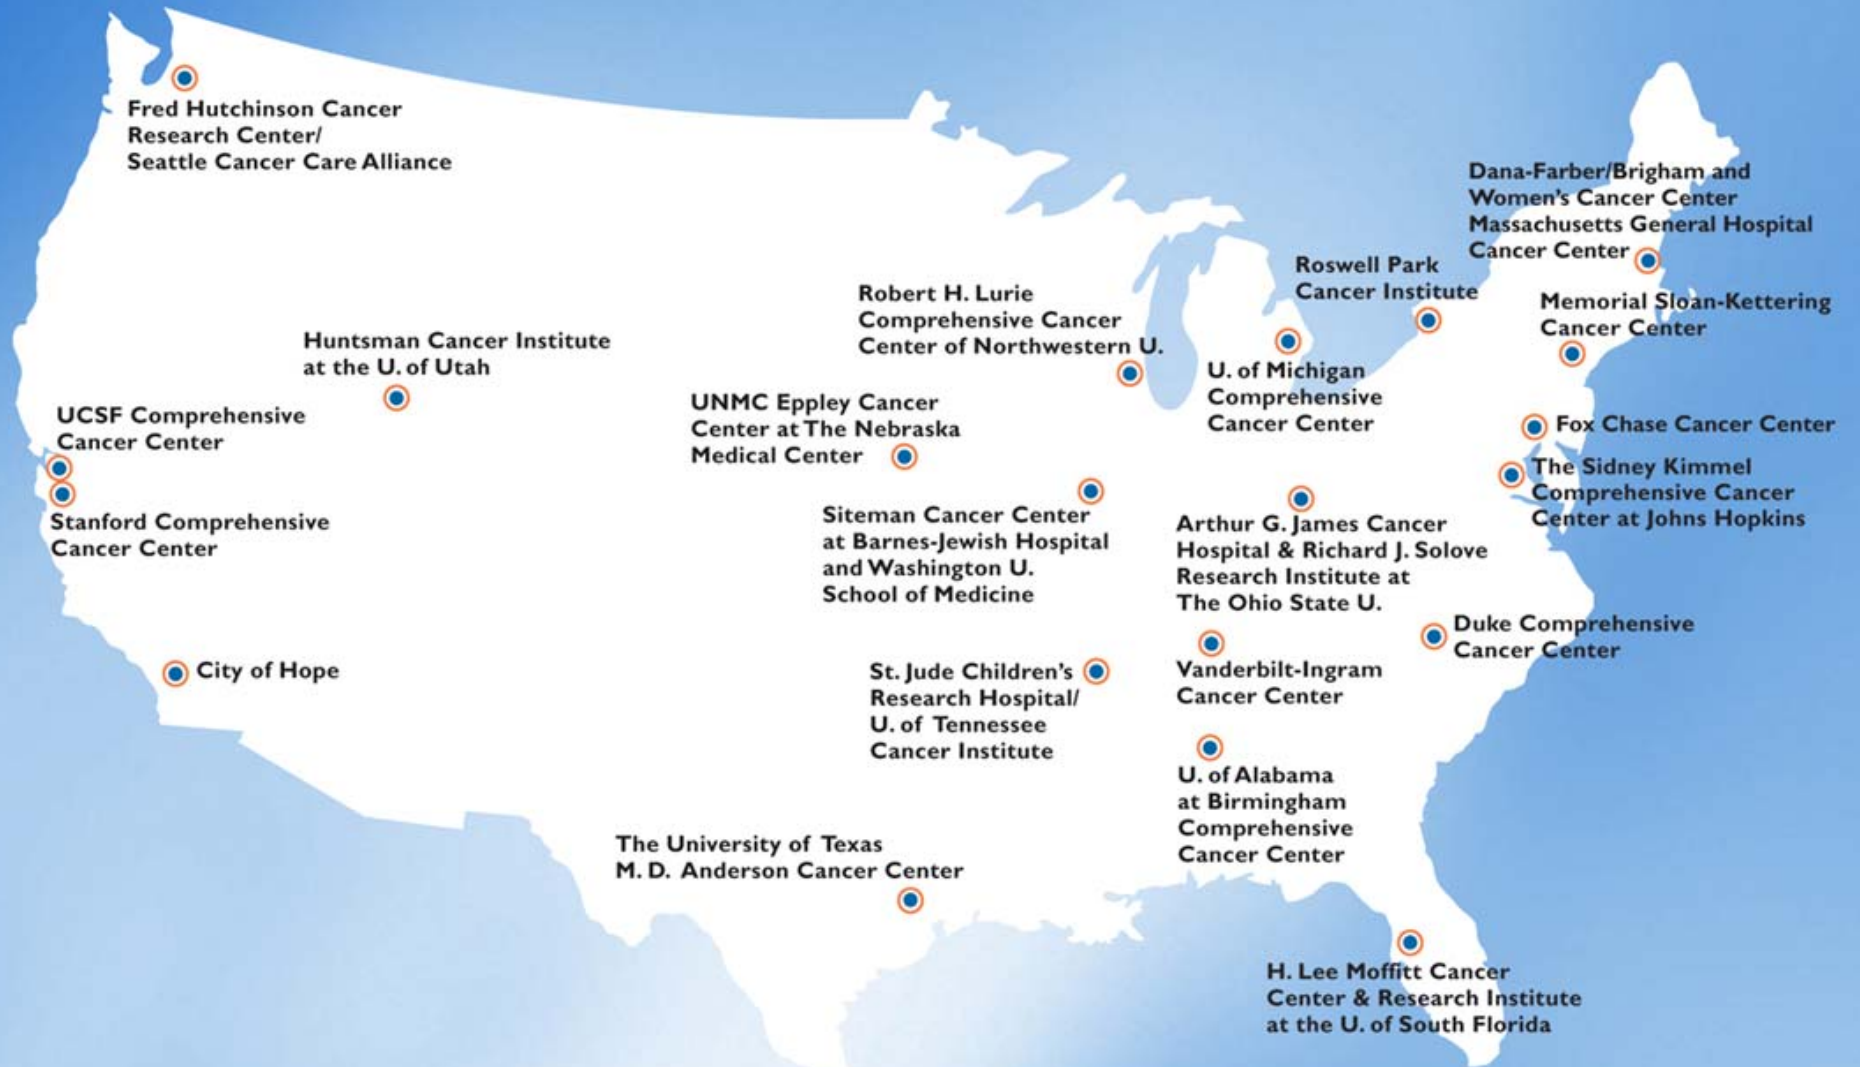 Fred Hutchinson Cancer
Research Center/
Seattle Cancer Care Alliance
Dana-Farber/Brigham and
Women's Cancer Center
Massachusetts General Hospital
Cancer Center
Roswell Park
Cancer Institute
Memorial Sloan-Kettering
Cancer Center
Robert H. Lurie
Comprehensive Cancer
Center of Northwestern U.
Huntsman Cancer Institute
at the U. of Utah
U. of Michigan
Comprehensive
Cancer Center
UCSF Comprehensive
Cancer Center
UNMC Eppley Cancer
Center at The Nebraska
Medical Center
Fox Chase Cancer Center
The Sidney Kimmel
Comprehensive Cancer
Center at Johns Hopkins
Stanford Comprehensive
Cancer Center
Siteman Cancer Center
at Barnes-Jewish Hospital
and Washington U.
School of Medicine
Arthur G. James Cancer
Hospital & Richard J. Solove
Research Institute at
The Ohio State U.
Duke Comprehensive
Cancer Center
City of Hope
St. Jude Children's
Research Hospital/
U. of Tennessee
Cancer Institute
Vanderbilt-Ingram
Cancer Center
U. of Alabama
at Birmingham
Comprehensive
Cancer Center
The University of Texas
M. D. Anderson Cancer Center
H. Lee Moffitt Cancer
Center & Research Institute
at the U. of South Florida